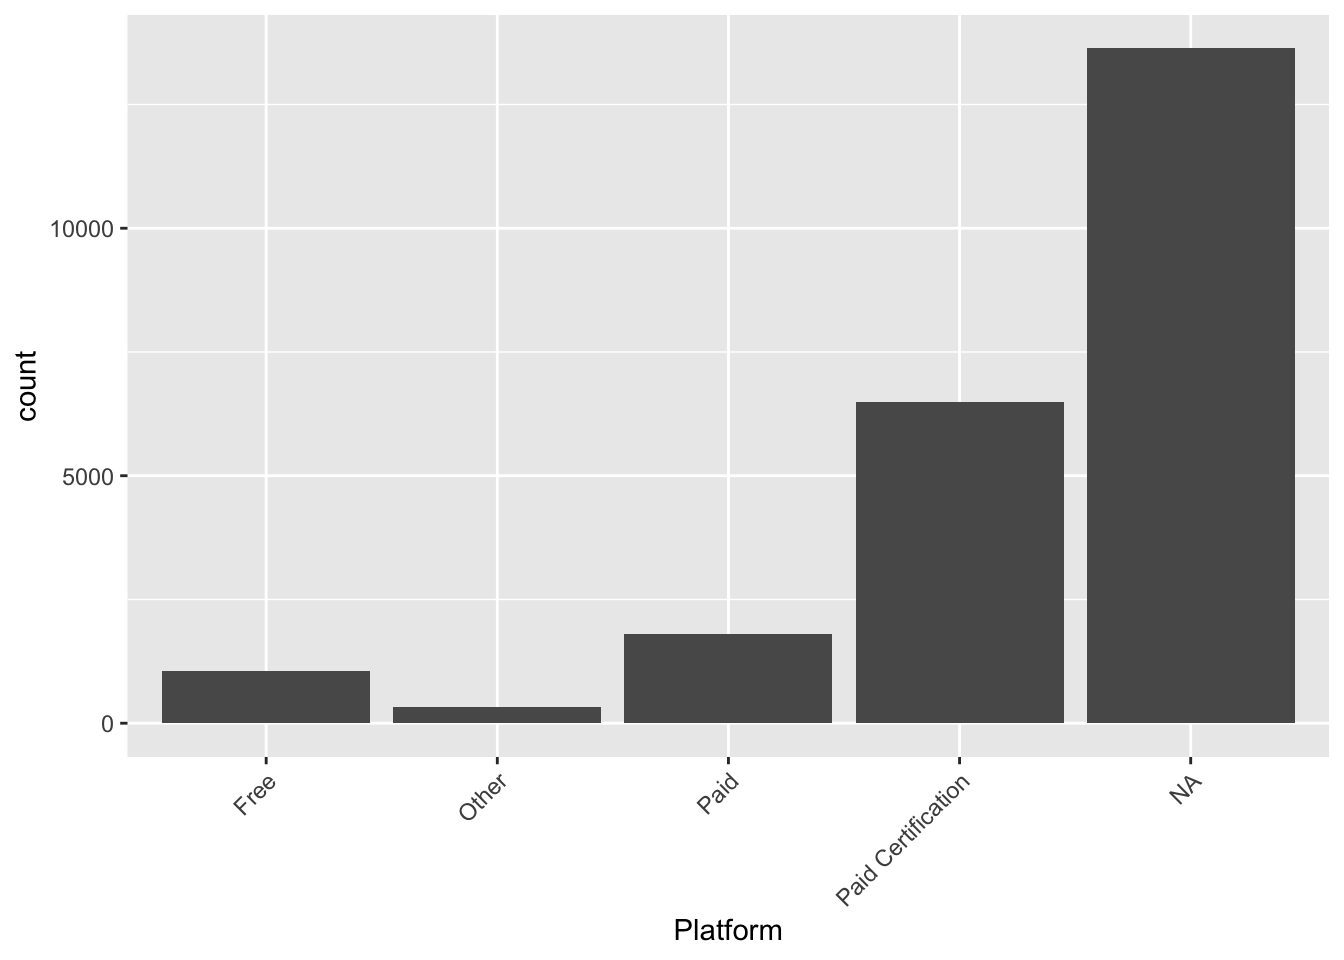 count
10000
5000
0
Free
Other
Paid
Paid Certification
NA
Platform